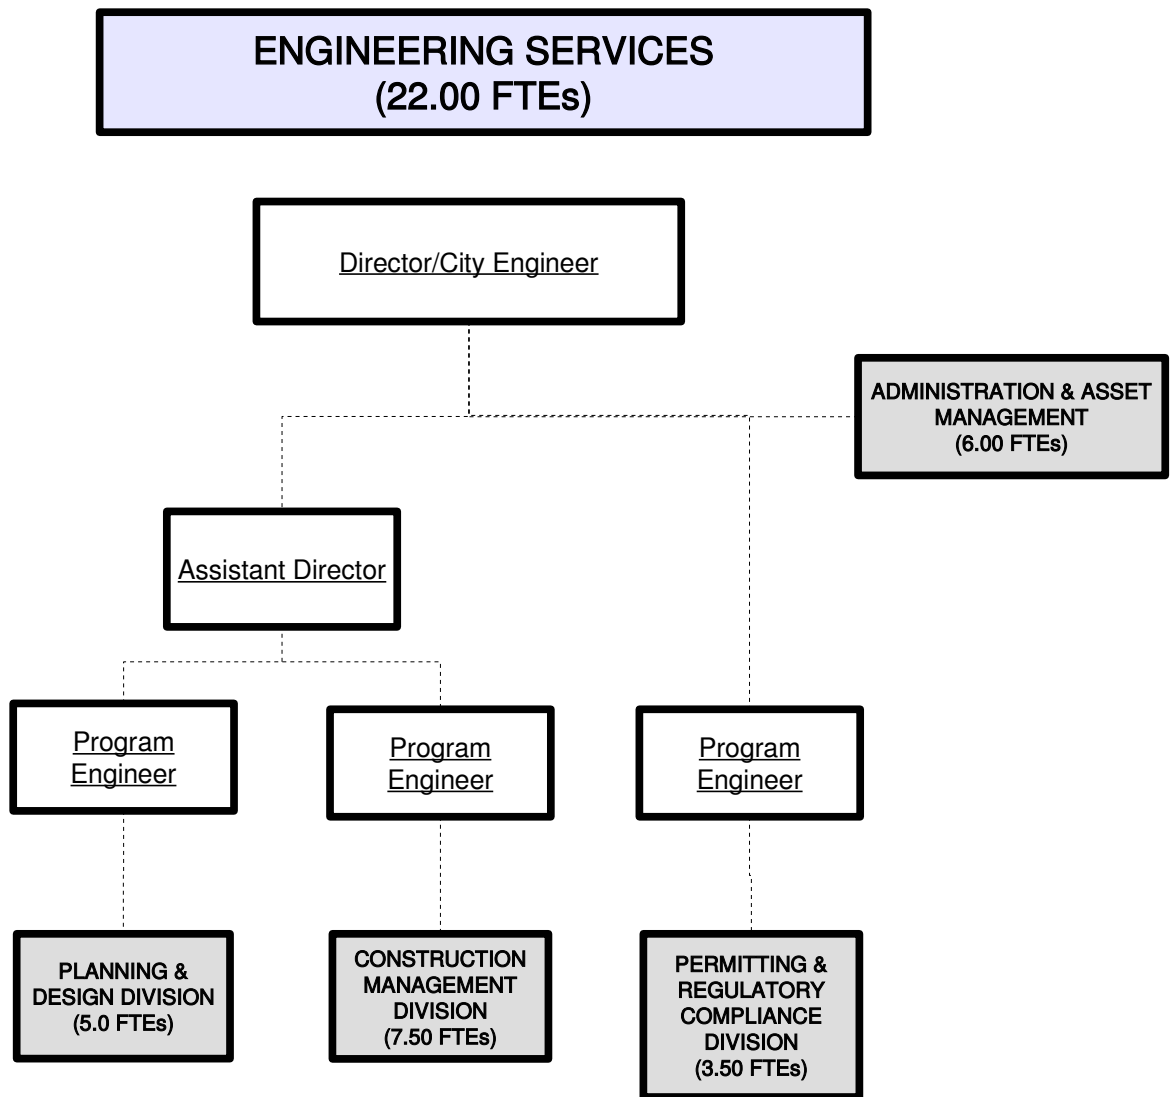 ENGINEERING SERVICES
(22.00 FTEs)
Director/City Engineer
ADMINISTRATION & ASSET
MANAGEMENT
(6.00 FTEs)
Assistant Director
Program
Engineer
Program
Engineer
Program
Engineer
PLANNING &
DESIGN DIVISION
(5.0 FTEs)
CONSTRUCTION
MANAGEMENT
DIVISION
(7.50 FTEs)
PERMITTING &
REGULATORY
COMPLIANCE
DIVISION
(3.50 FTEs)